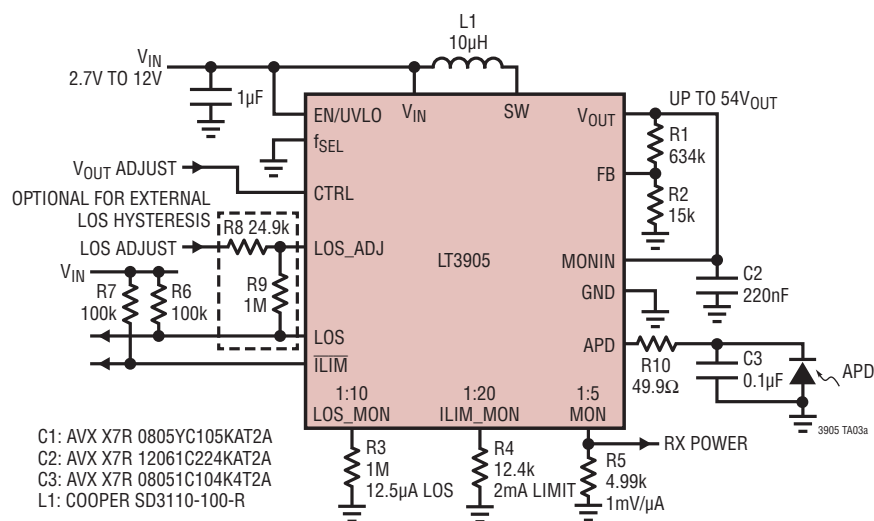 L1
10µH
VIN
2.7V TO 12V
1µF
EN/UVLO
VIN
SW
VOUT
UP TO 54VOUT
fSEL
R1
634k
VOUT ADJUST
CTRL
FB
R2
15k
OPTIONAL FOR EXTERNAL
LOS HYSTERESIS
R8 24.9k
LOS ADJUST
LOS_ADJ
LT3905
MONIN
VIN
R7
100k
R6
100k
R9
1M
GND
C2
220nF
LOS
ILIM
APD
R10
49.9Ω
C3
0.1µF
APD
1:10
LOS_MON
1:20
ILIM_MON
1:5
MON
3905 TA03a
RX POWER
C1: AVX X7R 0805YC105KAT2A
C2: AVX X7R 12061C224KAT2A
C3: AVX X7R 08051C104K4T2A
L1: COOPER SD3110-100-R
R3
1M
12.5µA LOS
R4
12.4k
2mA LIMIT
R5
4.99k
1mV/µA